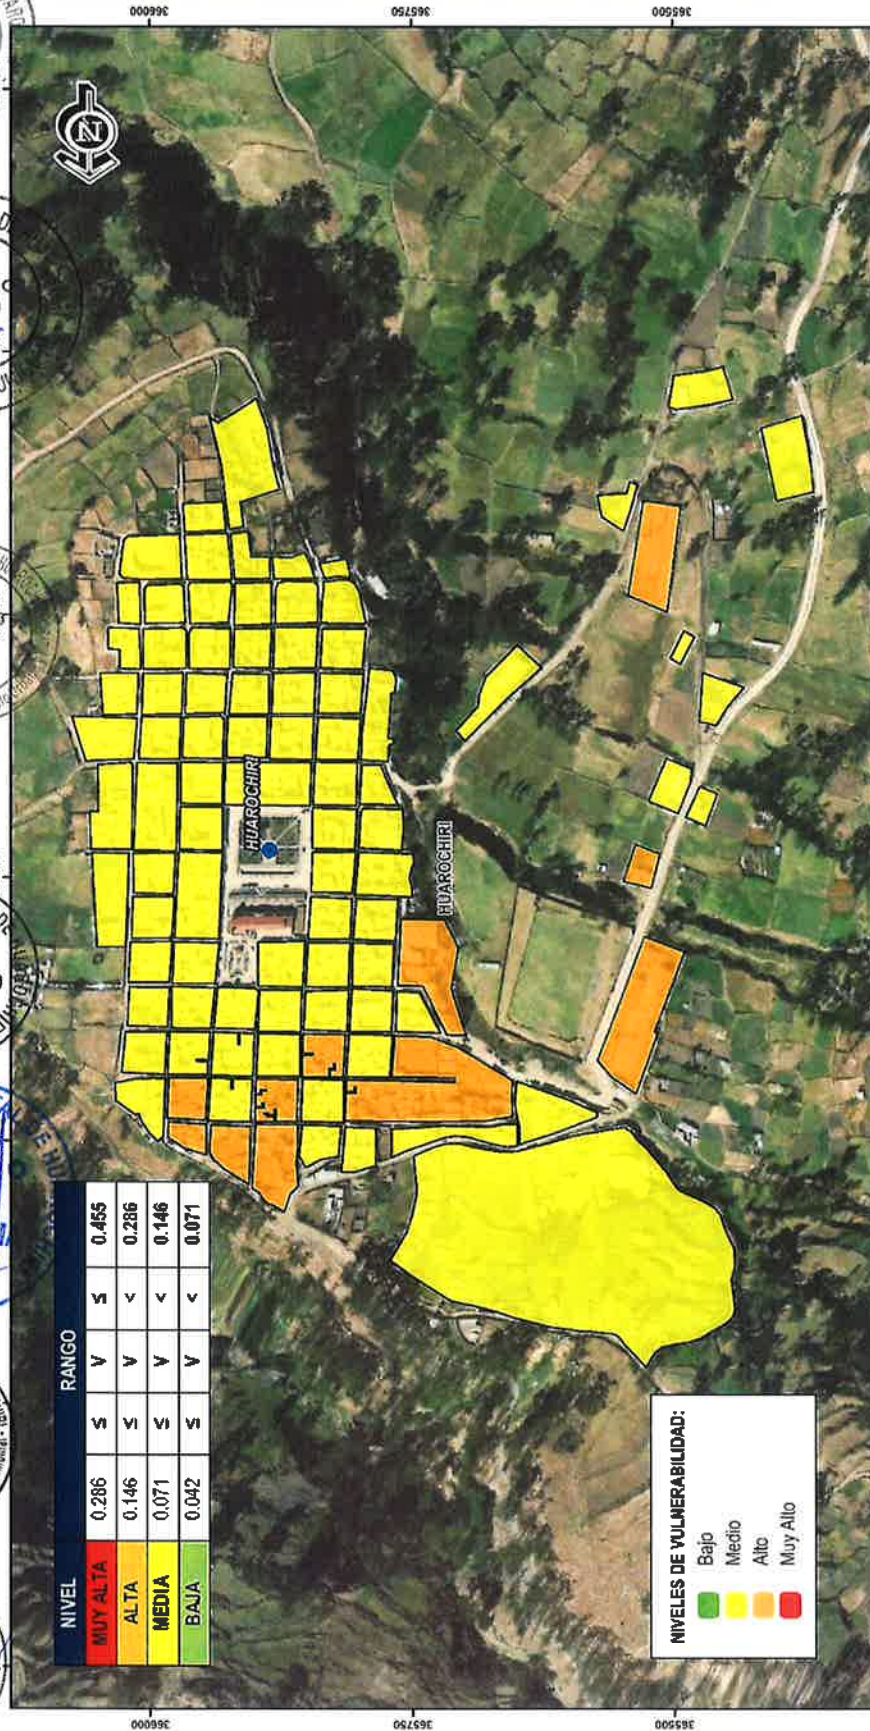 366000
365750
365500
N
HUAROCHIRI
HUAROCHIRI
NIVEL RANGO
MUY ALTA 0.286 ≤ V ≤ 0.455
ALTA 0.146 ≤ V < 0.286
MEDIA 0.071 ≤ V < 0.146
BAJA 0.042 ≤ V < 0.071
NIVELES DE VULNERABILIDAD:
Bajo
Medio
Alto
Muy Alto
366000
365750
365500